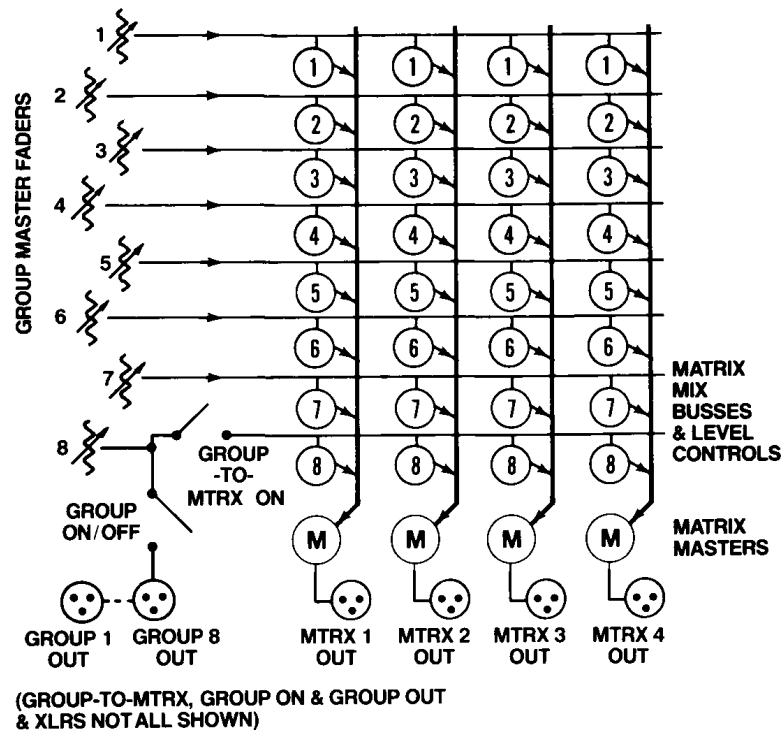 GROUP MASTER FADERS
1
1 1 1 1
2
2 2 2 2
3
3 3 3 3
4
4 4 4 4
5
5 5 5 5
6
6 6 6 6
7
7 7 7 7
8
8 8 8 8
MATRIX
MIX
BUSSES
& LEVEL
CONTROLS
GROUP
-TO-
MTRX ON
GROUP
ON/OFF
M M M M
MATRIX
MASTERS
GROUP 1
OUT
GROUP 8
OUT
MTRX 1
OUT
MTRX 2
OUT
MTRX 3
OUT
MTRX 4
OUT
(GROUP-TO-MTRX, GROUP ON & GROUP OUT
& XLRS NOT ALL SHOWN)